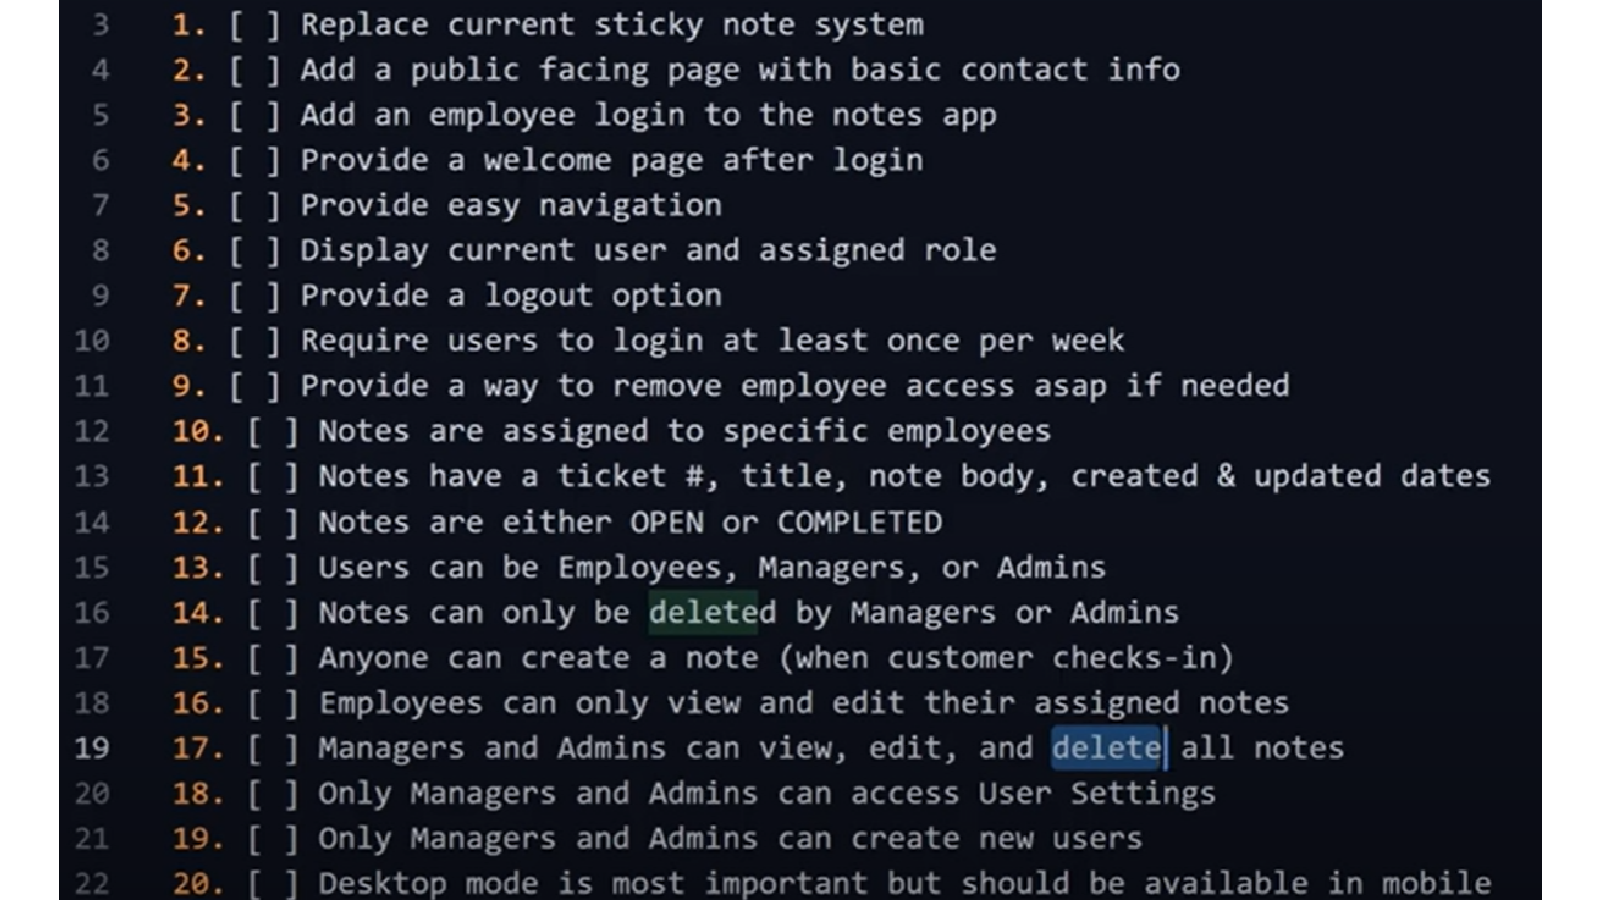 3 1. [ ] Replace current sticky note system
4 2. [ ] Add a public facing page with basic contact info
5 3. [ ] Add an employee login to the notes app
6 4. [ ] Provide a welcome page after login
7 5. [ ] Provide easy navigation
8 6. [ ] Display current user and assigned role
9 7. [ ] Provide a logout option
10 8. [ ] Require users to login at least once per week
11 9. [ ] Provide a way to remove employee access asap if needed
12 10. [ ] Notes are assigned to specific employees
13 11. [ ] Notes have a ticket #, title, note body, created & updated dates
14 12. [ ] Notes are either OPEN or COMPLETED
15 13. [ ] Users can be Employees, Managers, or Admins
16 14. [ ] Notes can only be deleted by Managers or Admins
17 15. [ ] Anyone can create a note (when customer checks-in)
18 16. [ ] Employees can only view and edit their assigned notes
19 17. [ ] Managers and Admins can view, edit, and delete all notes
20 18. [ ] Only Managers and Admins can access User Settings
21 19. [ ] Only Managers and Admins can create new users
22 20. [ ] Desktop mode is most important but should be available in mobile